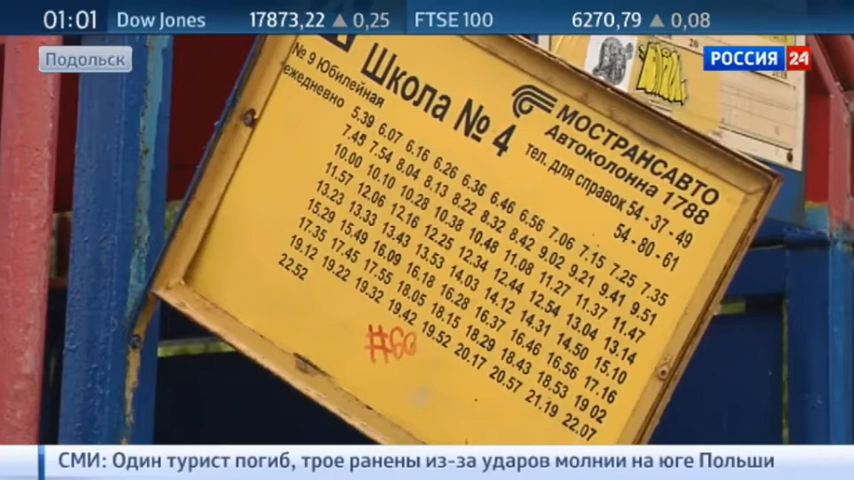 01:01 Dow Jones 17873,22 ▲ 0,25 FTSE 100 6270,79 ▲ 0,08
Подольск
РОССИЯ 24
Школа № 4
№ 9 Юбилейная
ежедневно
МОСТРАНСАВТО
Автоколонна 1788
тел. для справок 54-37-49
54-80-61
5.39 6.07 6.16 6.26 6.36 6.46 6.56 7.06 7.15 7.25 7.35
7.45 7.54 8.04 8.13 8.22 8.32 8.42 9.02 9.21 9.41 9.51
10.00 10.10 10.28 10.38 10.48 11.08 11.27 11.37 11.47
11.57 12.06 12.16 12.25 12.34 12.44 12.54 13.04 13.14
13.23 13.33 13.43 13.53 14.03 14.12 14.31 14.50 15.10
15.29 15.49 16.09 16.18 16.28 16.37 16.46 16.56 17.16
17.35 17.45 17.55 18.05 18.15 18.29 18.43 18.53 19 02
19.12 19.22 19.32 19.42 19.52 20.17 20.57 21.19 22.07
22.52
СМИ: Один турист погиб, трое ранены из-за ударов молнии на юге Польши